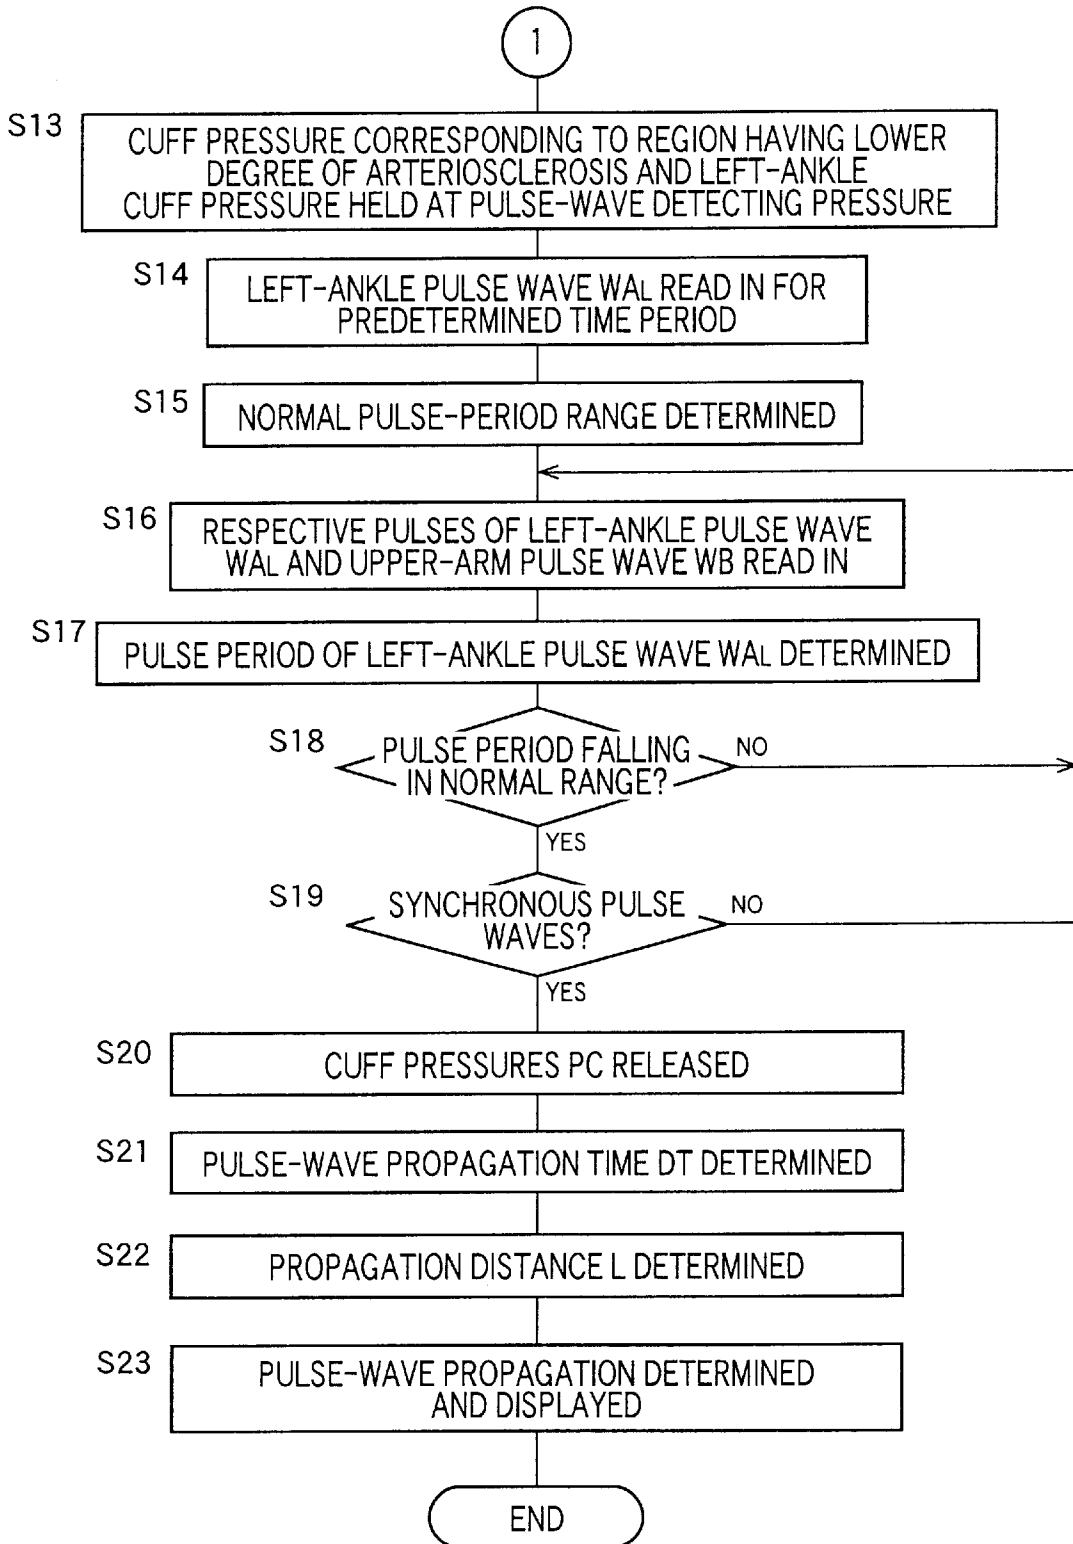 1
S13
CUFF PRESSURE CORRESPONDING TO REGION HAVING LOWER
DEGREE OF ARTERIOSCLEROSIS AND LEFT-ANKLE
CUFF PRESSURE HELD AT PULSE-WAVE DETECTING PRESSURE
S14
LEFT-ANKLE PULSE WAVE WAL READ IN FOR
PREDETERMINED TIME PERIOD
S15
NORMAL PULSE-PERIOD RANGE DETERMINED
S16
RESPECTIVE PULSES OF LEFT-ANKLE PULSE WAVE
WAL AND UPPER-ARM PULSE WAVE WB READ IN
S17
PULSE PERIOD OF LEFT-ANKLE PULSE WAVE WAL DETERMINED
S18
PULSE PERIOD FALLING
IN NORMAL RANGE?
NO
YES
S19
SYNCHRONOUS PULSE
WAVES?
NO
YES
S20
CUFF PRESSURES PC RELEASED
S21
PULSE-WAVE PROPAGATION TIME DT DETERMINED
S22
PROPAGATION DISTANCE L DETERMINED
S23
PULSE-WAVE PROPAGATION DETERMINED
AND DISPLAYED
END